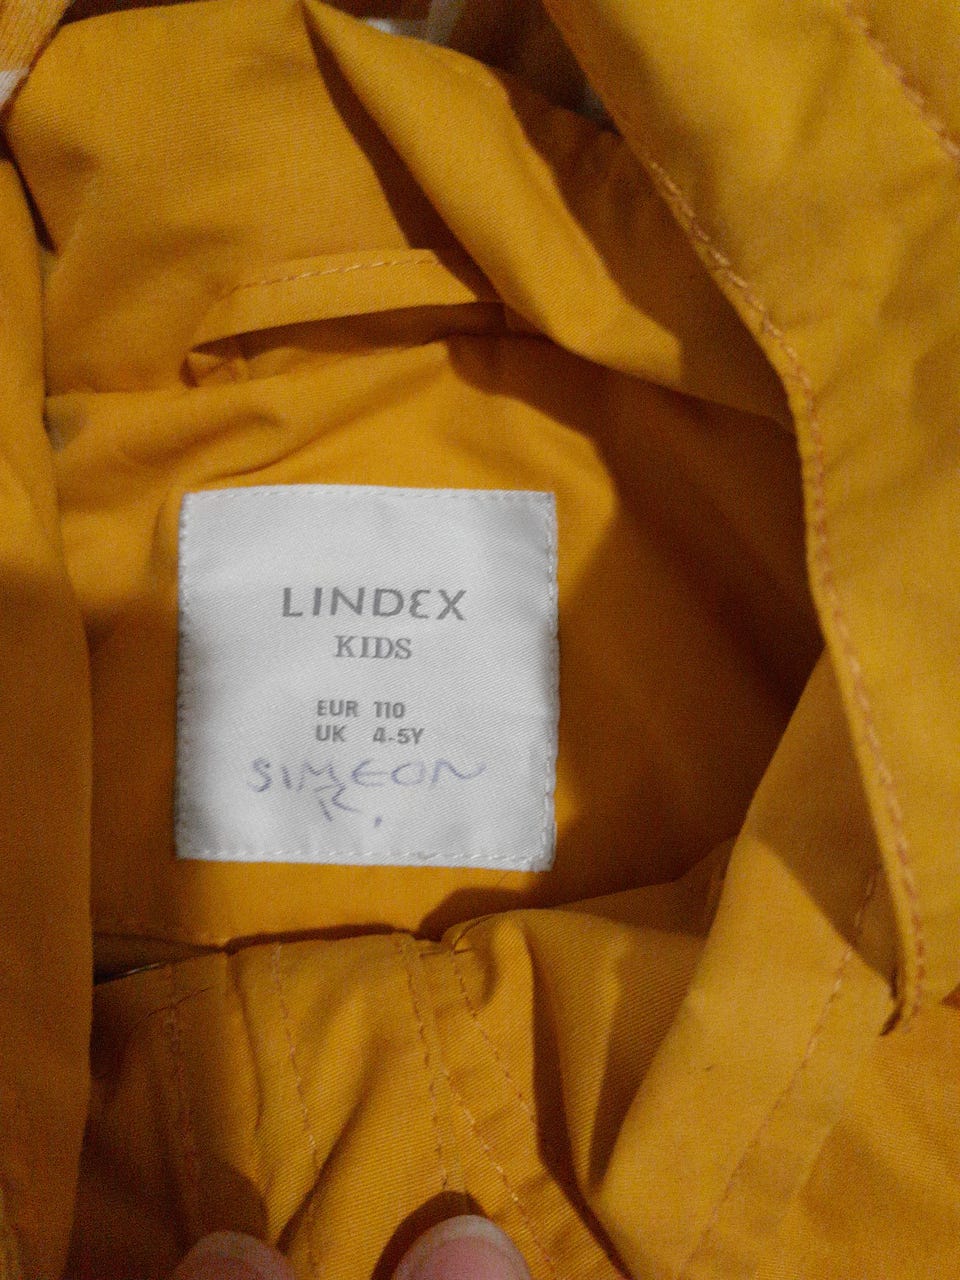 LINDEX
KIDS
EUR 110
UK 4-5Y
SIMEON
R.